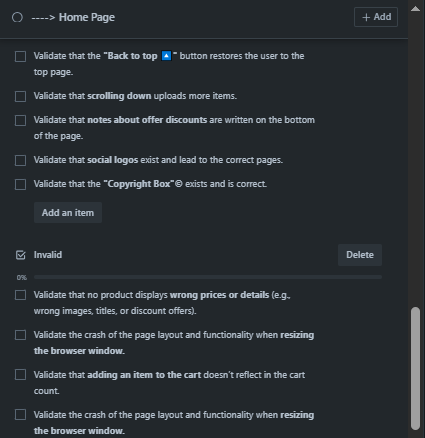 ----> Home Page
+ Add
Validate that the "Back to top 🔼" button restores the user to the
top page.
Validate that scrolling down uploads more items.
Validate that notes about offer discounts are written on the bottom
of the page.
Validate that social logos exist and lead to the correct pages.
Validate that the "Copyright Box"© exists and is correct.
Add an item
Invalid
Delete
0%
Validate that no product displays wrong prices or details (e.g.,
wrong images, titles, or discount offers).
Validate the crash of the page layout and functionality when resizing
the browser window.
Validate that adding an item to the cart doesn't reflect in the cart
count.
Validate the crash of the page layout and functionality when resizing
the browser window.